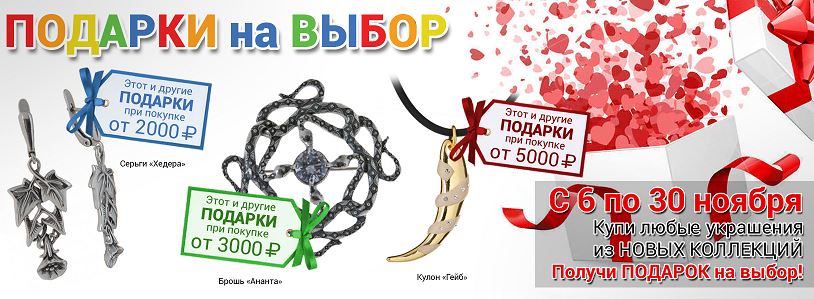 ПОДАРКИ на ВЫБОР
Этот и другие
ПОДАРКИ
при покупке
от 2000 ₽
Серьги «Хедера»
Этот и другие
ПОДАРКИ
при покупке
от 3000 ₽
Брошь «Ананта»
Этот и другие
ПОДАРКИ
при покупке
от 5000 ₽
Кулон «Гейб»
С 6 по 30 ноября
Купи любые украшения
из НОВЫХ КОЛЛЕКЦИЙ
Получи ПОДАРОК на выбор!